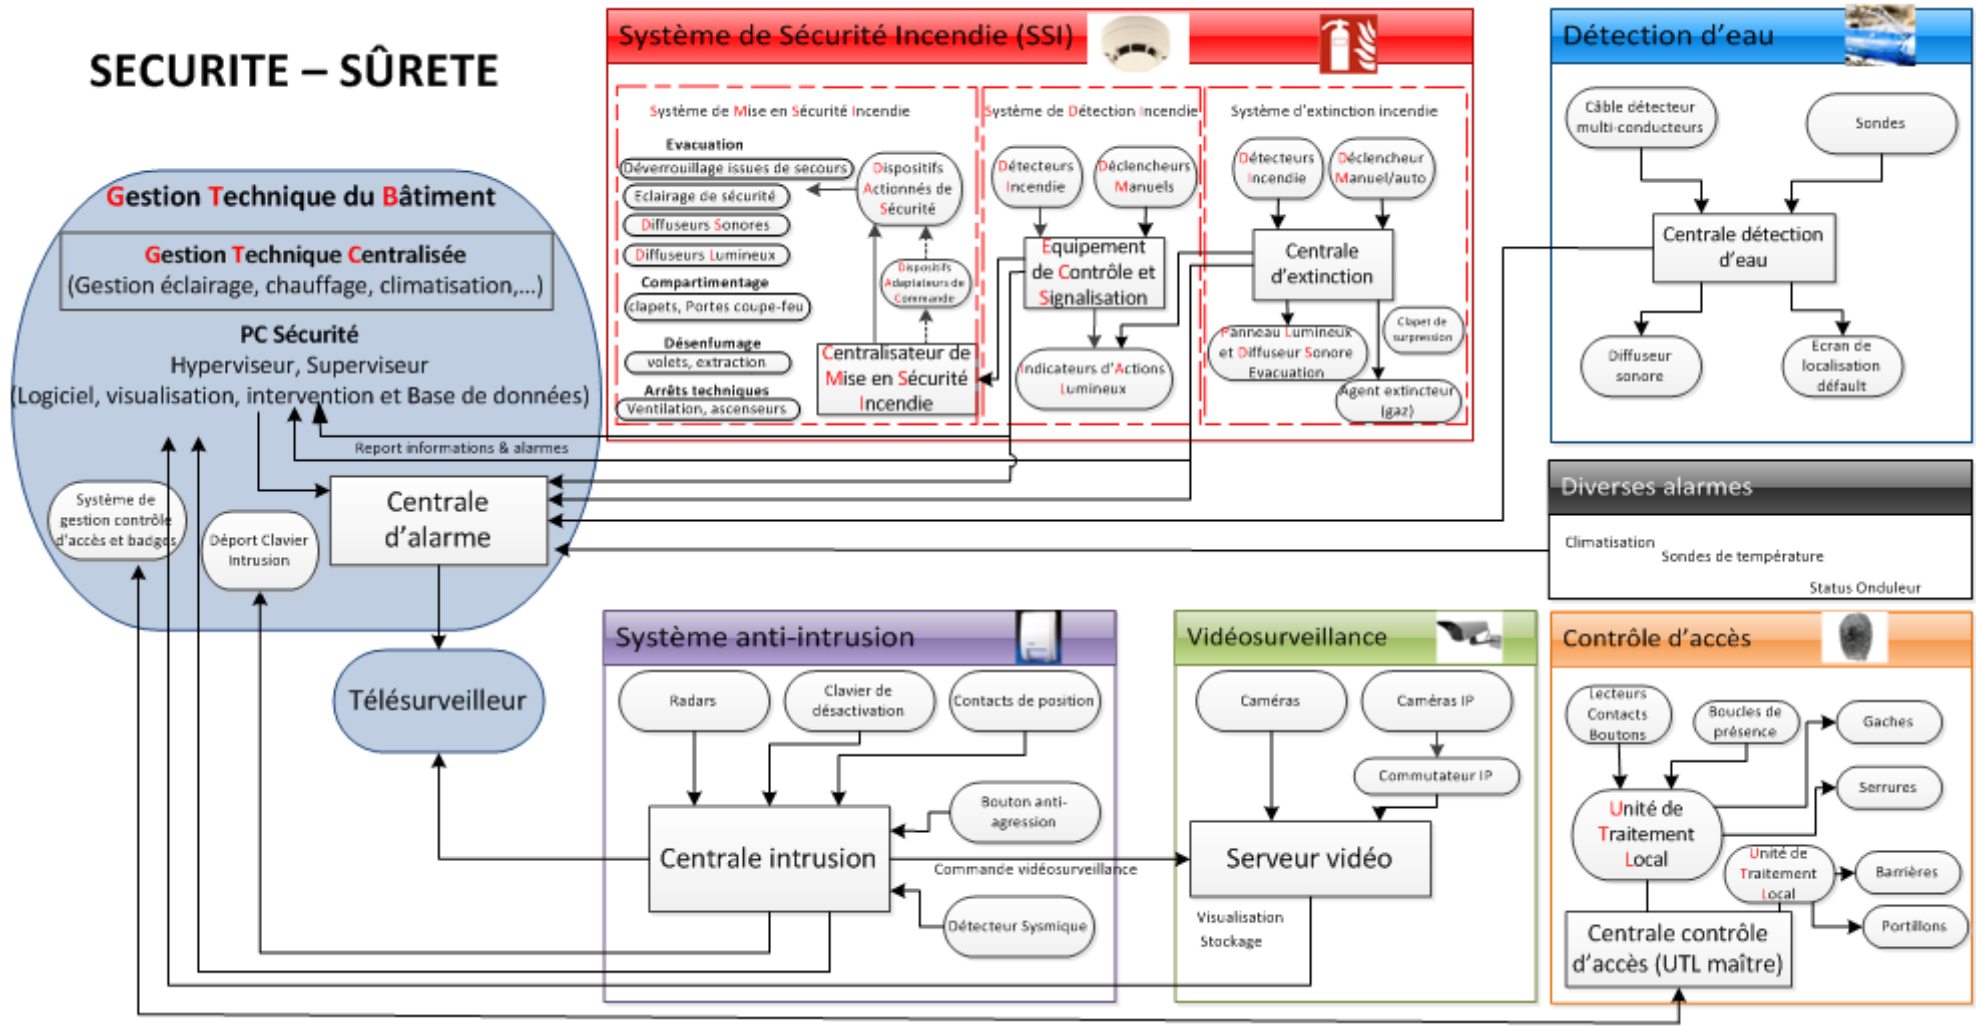 SECURITE – SÛRETE
Gestion Technique du Bâtiment
Gestion Technique Centralisée
(Gestion éclairage, chauffage, climatisation,...)
PC Sécurité
Hyperviseur, Superviseur
(Logiciel, visualisation, intervention et Base de données)
Report informations & alarmes
Système de
gestion contrôle
d'accès et badges
Déport Clavier
Intrusion
Centrale
d'alarme
Télésurveilleur
Système de Sécurité Incendie (SSI)
Système de Mise en Sécurité Incendie
Evacuation
Déverrouillage issues de secours
Eclairage de sécurité
Diffuseurs Sonores
Diffuseurs Lumineux
Compartimentage
clapets, Portes coupe-feu
Désenfumage
volets, extraction
Arrêts techniques
Ventilation, ascenseurs
Dispositifs
Actionnés de
Sécurité
Dispositifs
Adaptateurs de
Commande
Centralisateur de
Mise en Sécurité
Incendie
Système de Détection Incendie
Détecteurs
Incendie
Déclencheurs
Manuels
Equipement
de Contrôle et
Signalisation
Indicateurs d'Actions
Lumineux
Système d'extinction incendie
Détecteurs
Incendie
Déclencheur
Manuel/auto
Centrale
d'extinction
Clapet de
surpression
Panneau Lumineux
et Diffuseur Sonore
Evacuation
Agent extincteur
(gaz)
Détection d'eau
Câble détecteur
multi-conducteurs
Sondes
Centrale détection
d'eau
Diffuseur
sonore
Ecran de
localisation
défault
Diverses alarmes
Climatisation
Sondes de température
Status Onduleur
Système anti-intrusion
Radars
Clavier de
désactivation
Contacts de position
Bouton anti-
agression
Centrale intrusion
Commande vidéosurveillance
Détecteur Sysmique
Vidéosurveillance
Caméras
Caméras IP
Commutateur IP
Serveur vidéo
Visualisation
Stockage
Contrôle d'accès
Lecteurs
Contacts
Boutons
Boucles de
présence
Gaches
Serrures
Unité de
Traitement
Local
Unité de
Traitement
Local
Barrières
Portillons
Centrale contrôle
d'accès (UTL maître)